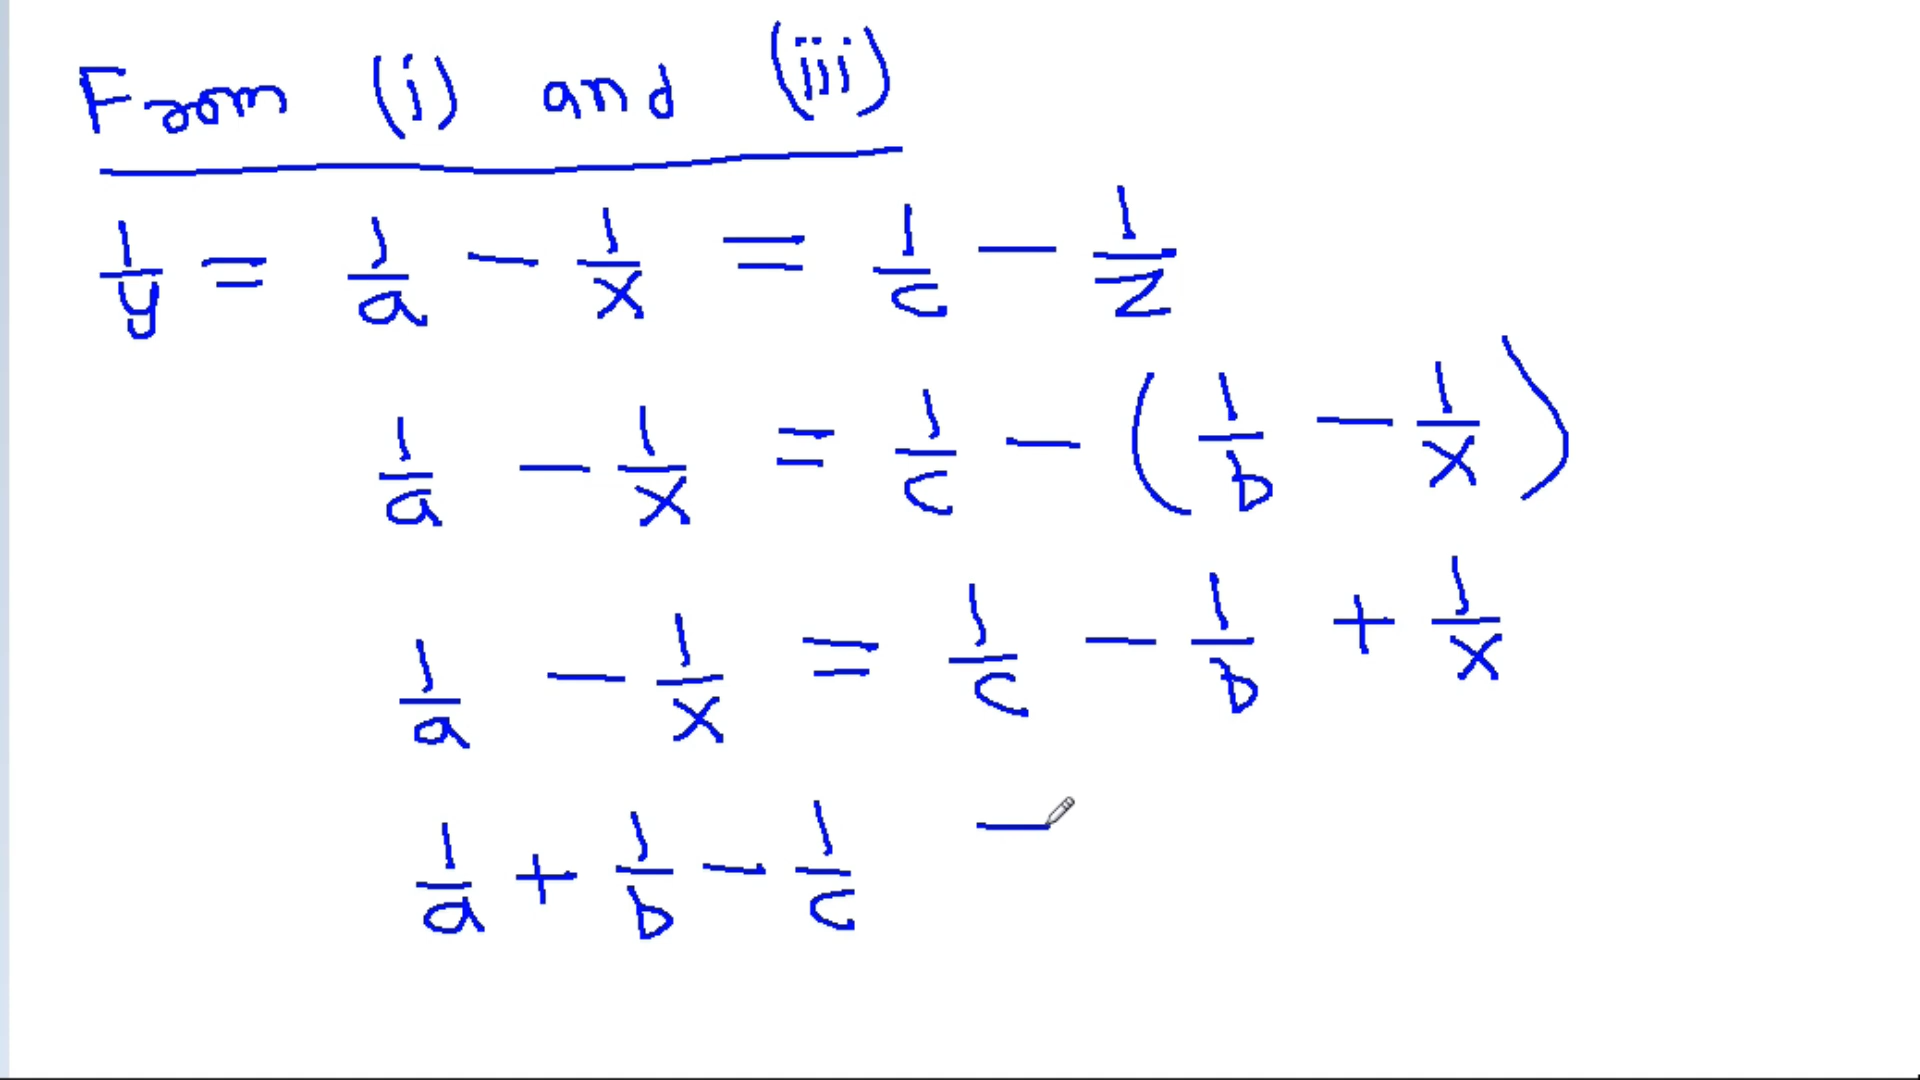 From (i) and (iii)
1/y = 1/a - 1/x = 1/c - 1/z
1/a - 1/x = 1/c - (1/b - 1/x)
1/a - 1/x = 1/c - 1/b + 1/x
1/a + 1/b - 1/c —